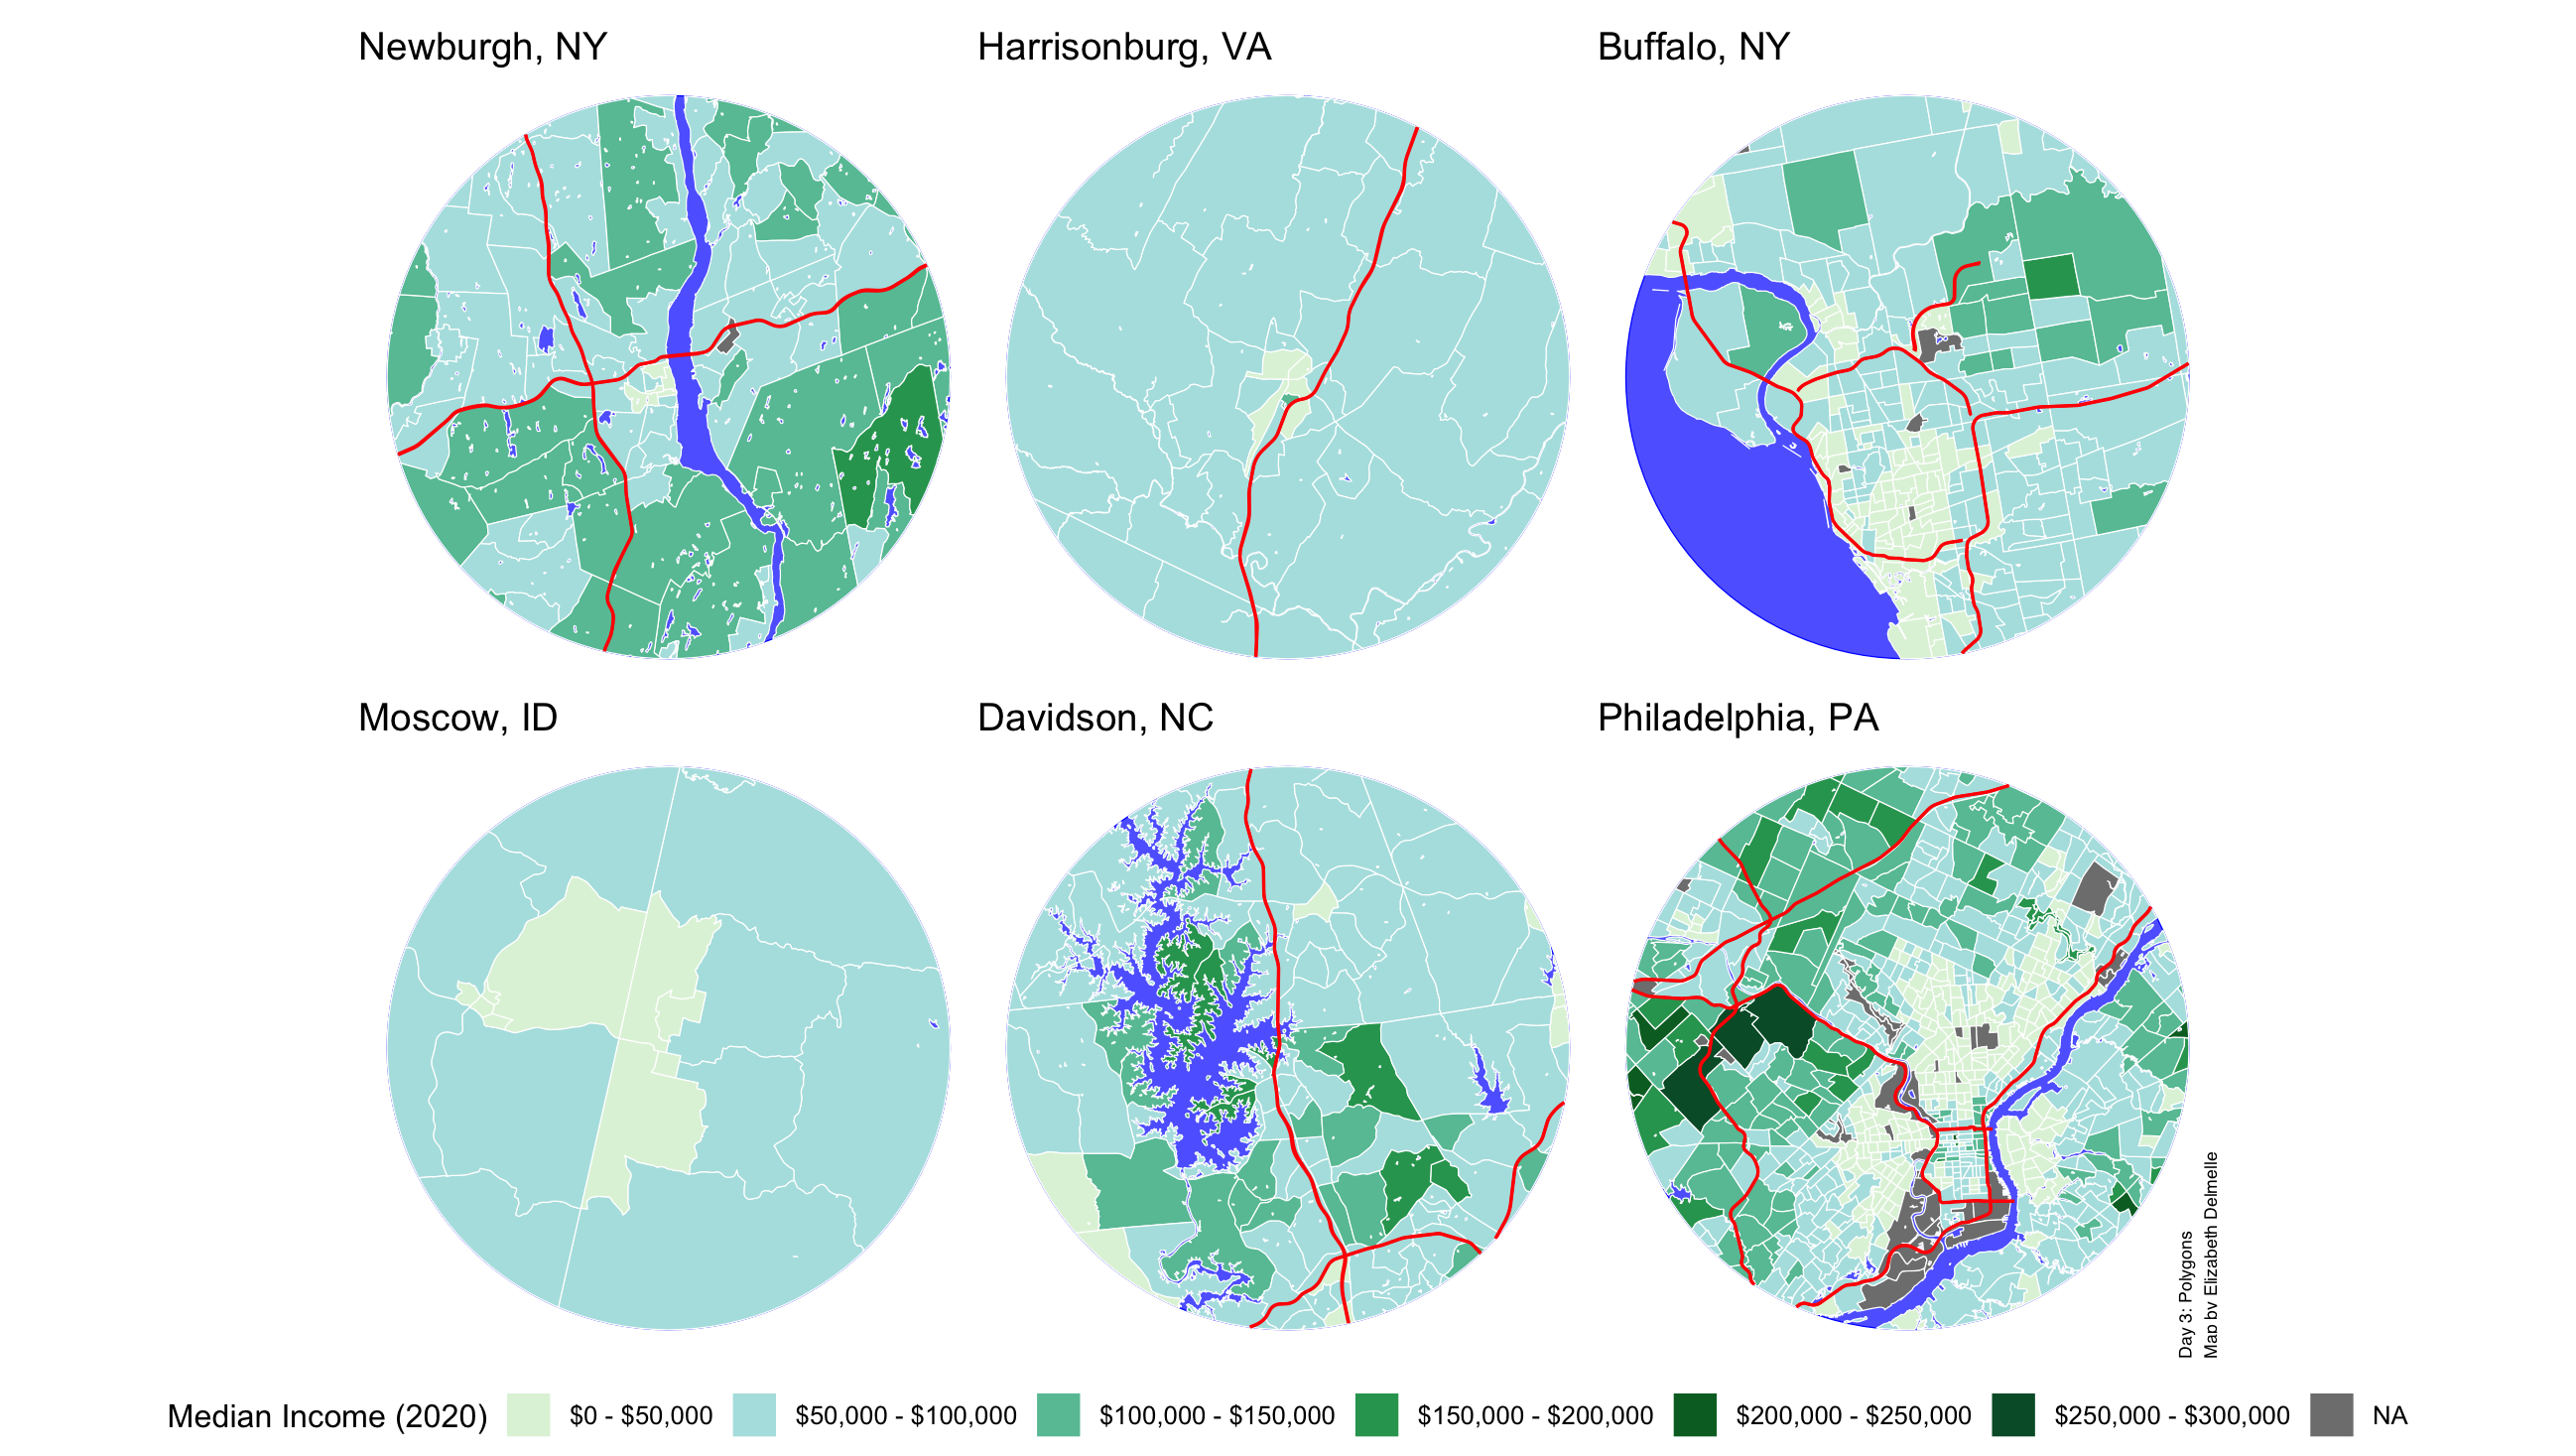 Newburgh, NY
Harrisonburg, VA
Buffalo, NY
Moscow, ID
Davidson, NC
Philadelphia, PA
Day 3: Polygons
Map by Elizabeth Delmelle
Median Income (2020)
$0 - $50,000
$50,000 - $100,000
$100,000 - $150,000
$150,000 - $200,000
$200,000 - $250,000
$250,000 - $300,000
NA